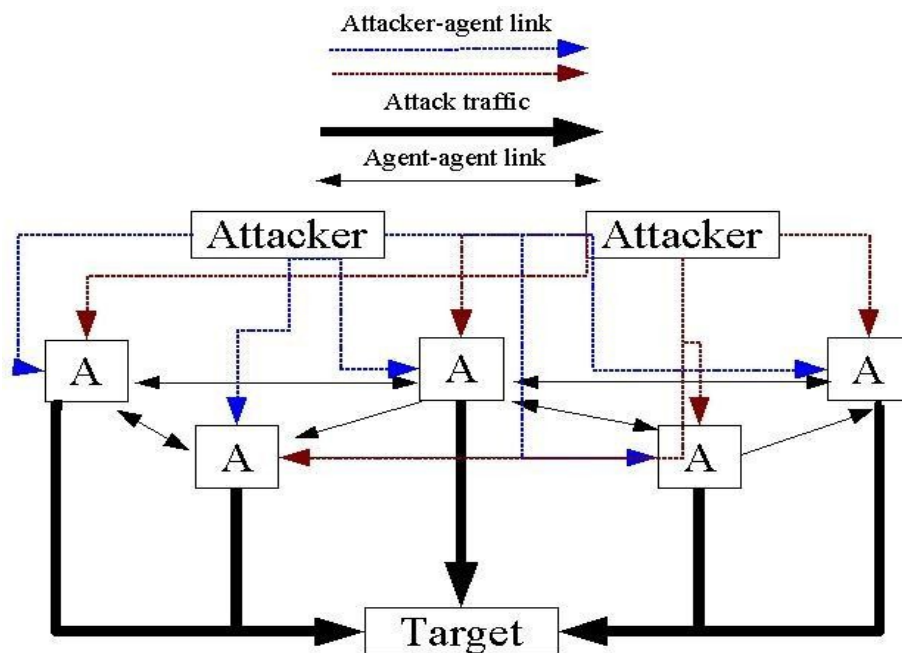 Attacker-agent link
Attack traffic
Agent-agent link
Attacker Attacker
A A A
A A
Target